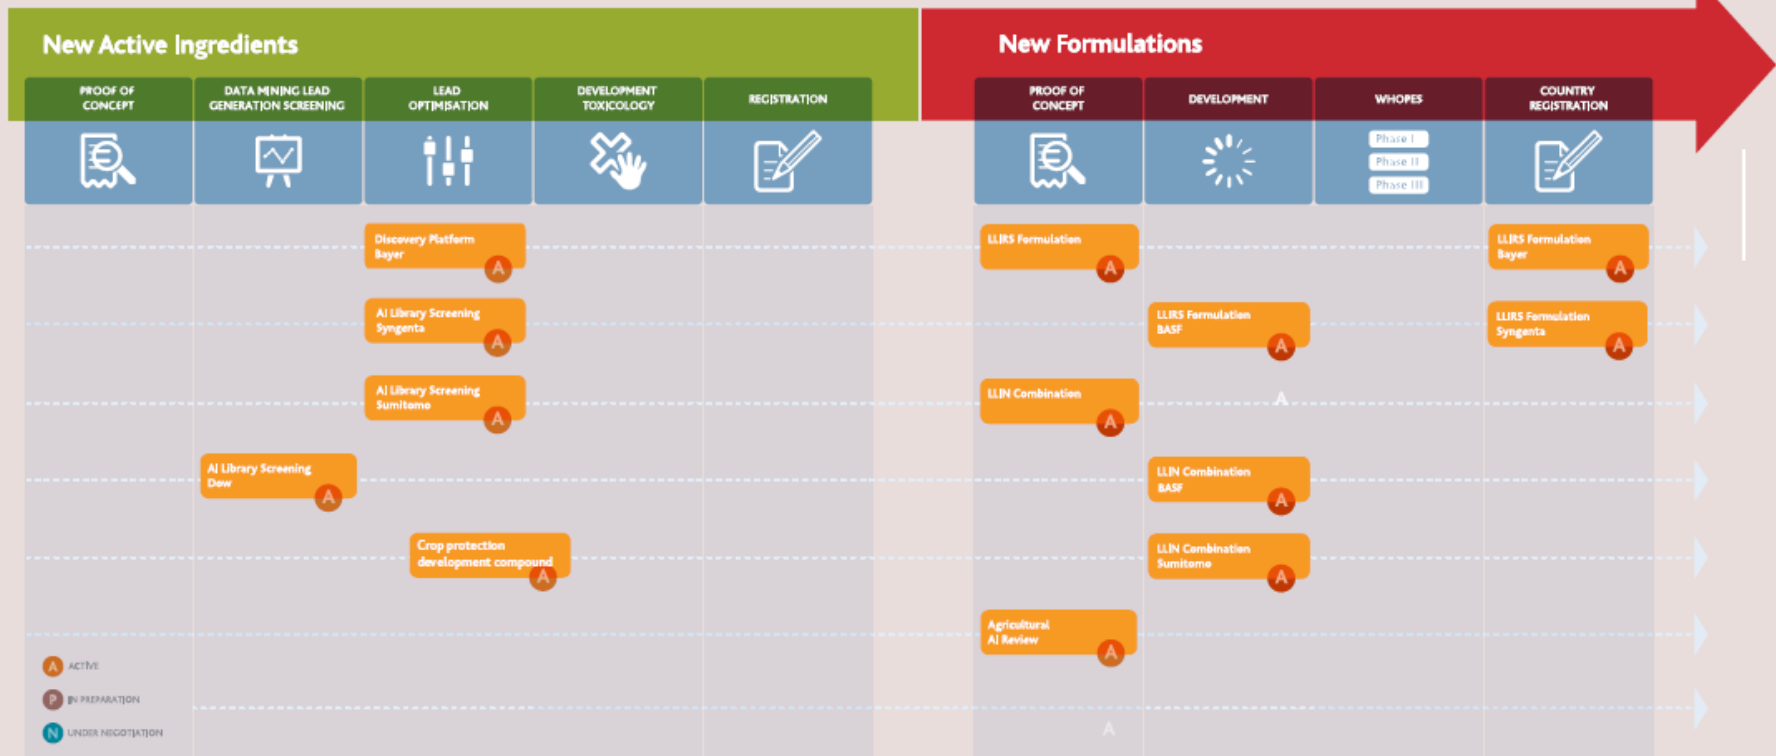 New Active Ingredients
New Formulations
PROOF OF
CONCEPT
DATA MINING LEAD
GENERATION SCREENING
LEAD
OPTIMISATION
DEVELOPMENT
TOXICOLOGY
REGISTRATION
PROOF OF
CONCEPT
DEVELOPMENT
WHOPES
COUNTRY
REGISTRATION
Phase I
Phase II
Phase III
Discovery Platform
Bayer
A
LLIRS Formulation
A
LLIRS Formulation
Bayer
A
AI Library Screening
Syngenta
A
LLIRS Formulation
BASF
A
LLIRS Formulation
Syngenta
A
AI Library Screening
Sumitomo
A
LLIN Combination
A
A
AI Library Screening
Dow
A
LLIN Combination
BASF
A
Crop protection
development compound
A
LLIN Combination
Sumitomo
A
Agricultural
AI Review
A
A ACTIVE
P IN PREPARATION
N UNDER NEGOTIATION
A